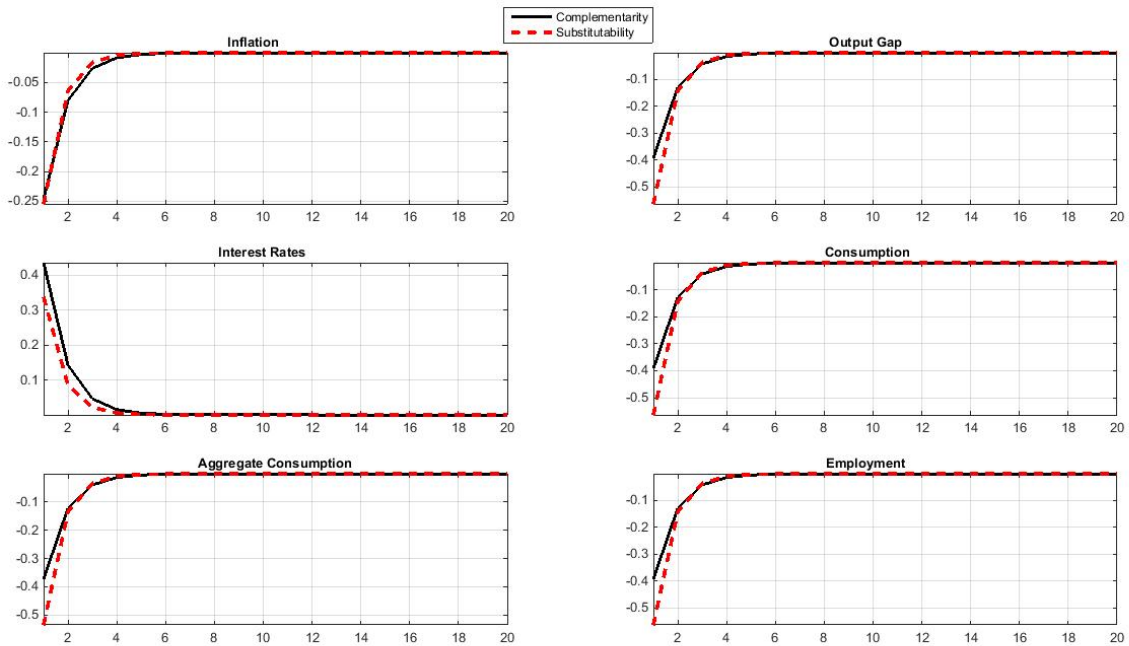 Complementarity
Substitutability
Inflation
-0.05
-0.1
-0.15
-0.2
-0.25
2 4 6 8 10 12 14 16 18 20
Output Gap
-0.1
-0.2
-0.3
-0.4
-0.5
2 4 6 8 10 12 14 16 18 20
Interest Rates
0.4
0.3
0.2
0.1
2 4 6 8 10 12 14 16 18 20
Consumption
-0.1
-0.2
-0.3
-0.4
-0.5
2 4 6 8 10 12 14 16 18 20
Aggregate Consumption
-0.1
-0.2
-0.3
-0.4
-0.5
2 4 6 8 10 12 14 16 18 20
Employment
-0.1
-0.2
-0.3
-0.4
-0.5
2 4 6 8 10 12 14 16 18 20